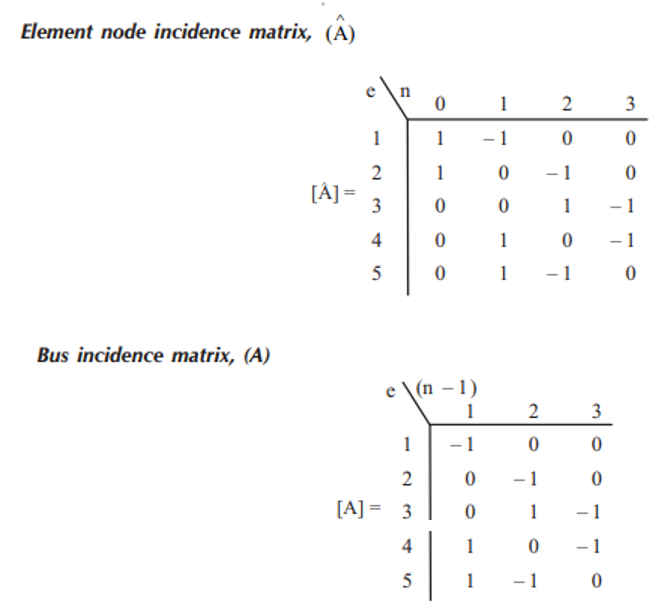 Element node incidence matrix, (Â)
e n
0 1 2 3
1 1 – 1 0 0
2 1 0 – 1 0
[Â] =
3 0 0 1 – 1
4 0 1 0 – 1
5 0 1 – 1 0
Bus incidence matrix, (A)
e (n – 1)
1 2 3
1 – 1 0 0
2 0 – 1 0
[A] = 3 0 1 – 1
4 1 0 – 1
5 1 – 1 0